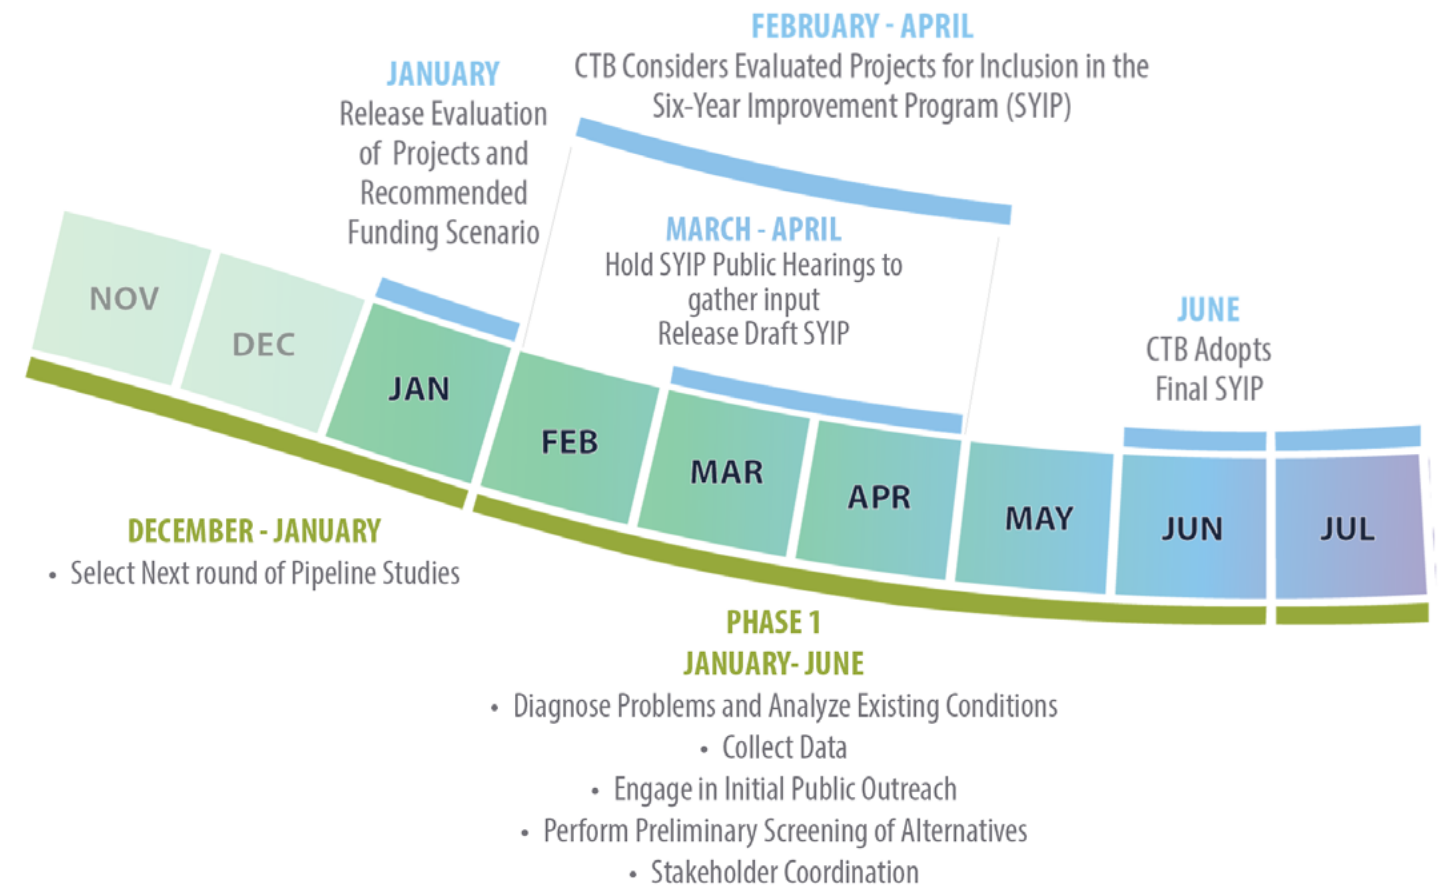 FEBRUARY - APRIL
CTB Considers Evaluated Projects for Inclusion in the
Six-Year Improvement Program (SYIP)
JANUARY
Release Evaluation
of Projects and
Recommended
Funding Scenario
MARCH - APRIL
Hold SYIP Public Hearings to
gather input
Release Draft SYIP
JUNE
CTB Adopts
Final SYIP
NOV
DEC
JAN
FEB
MAR
APR
MAY
JUN
JUL
DECEMBER - JANUARY
• Select Next round of Pipeline Studies
PHASE 1
JANUARY- JUNE
• Diagnose Problems and Analyze Existing Conditions
• Collect Data
• Engage in Initial Public Outreach
• Perform Preliminary Screening of Alternatives
• Stakeholder Coordination